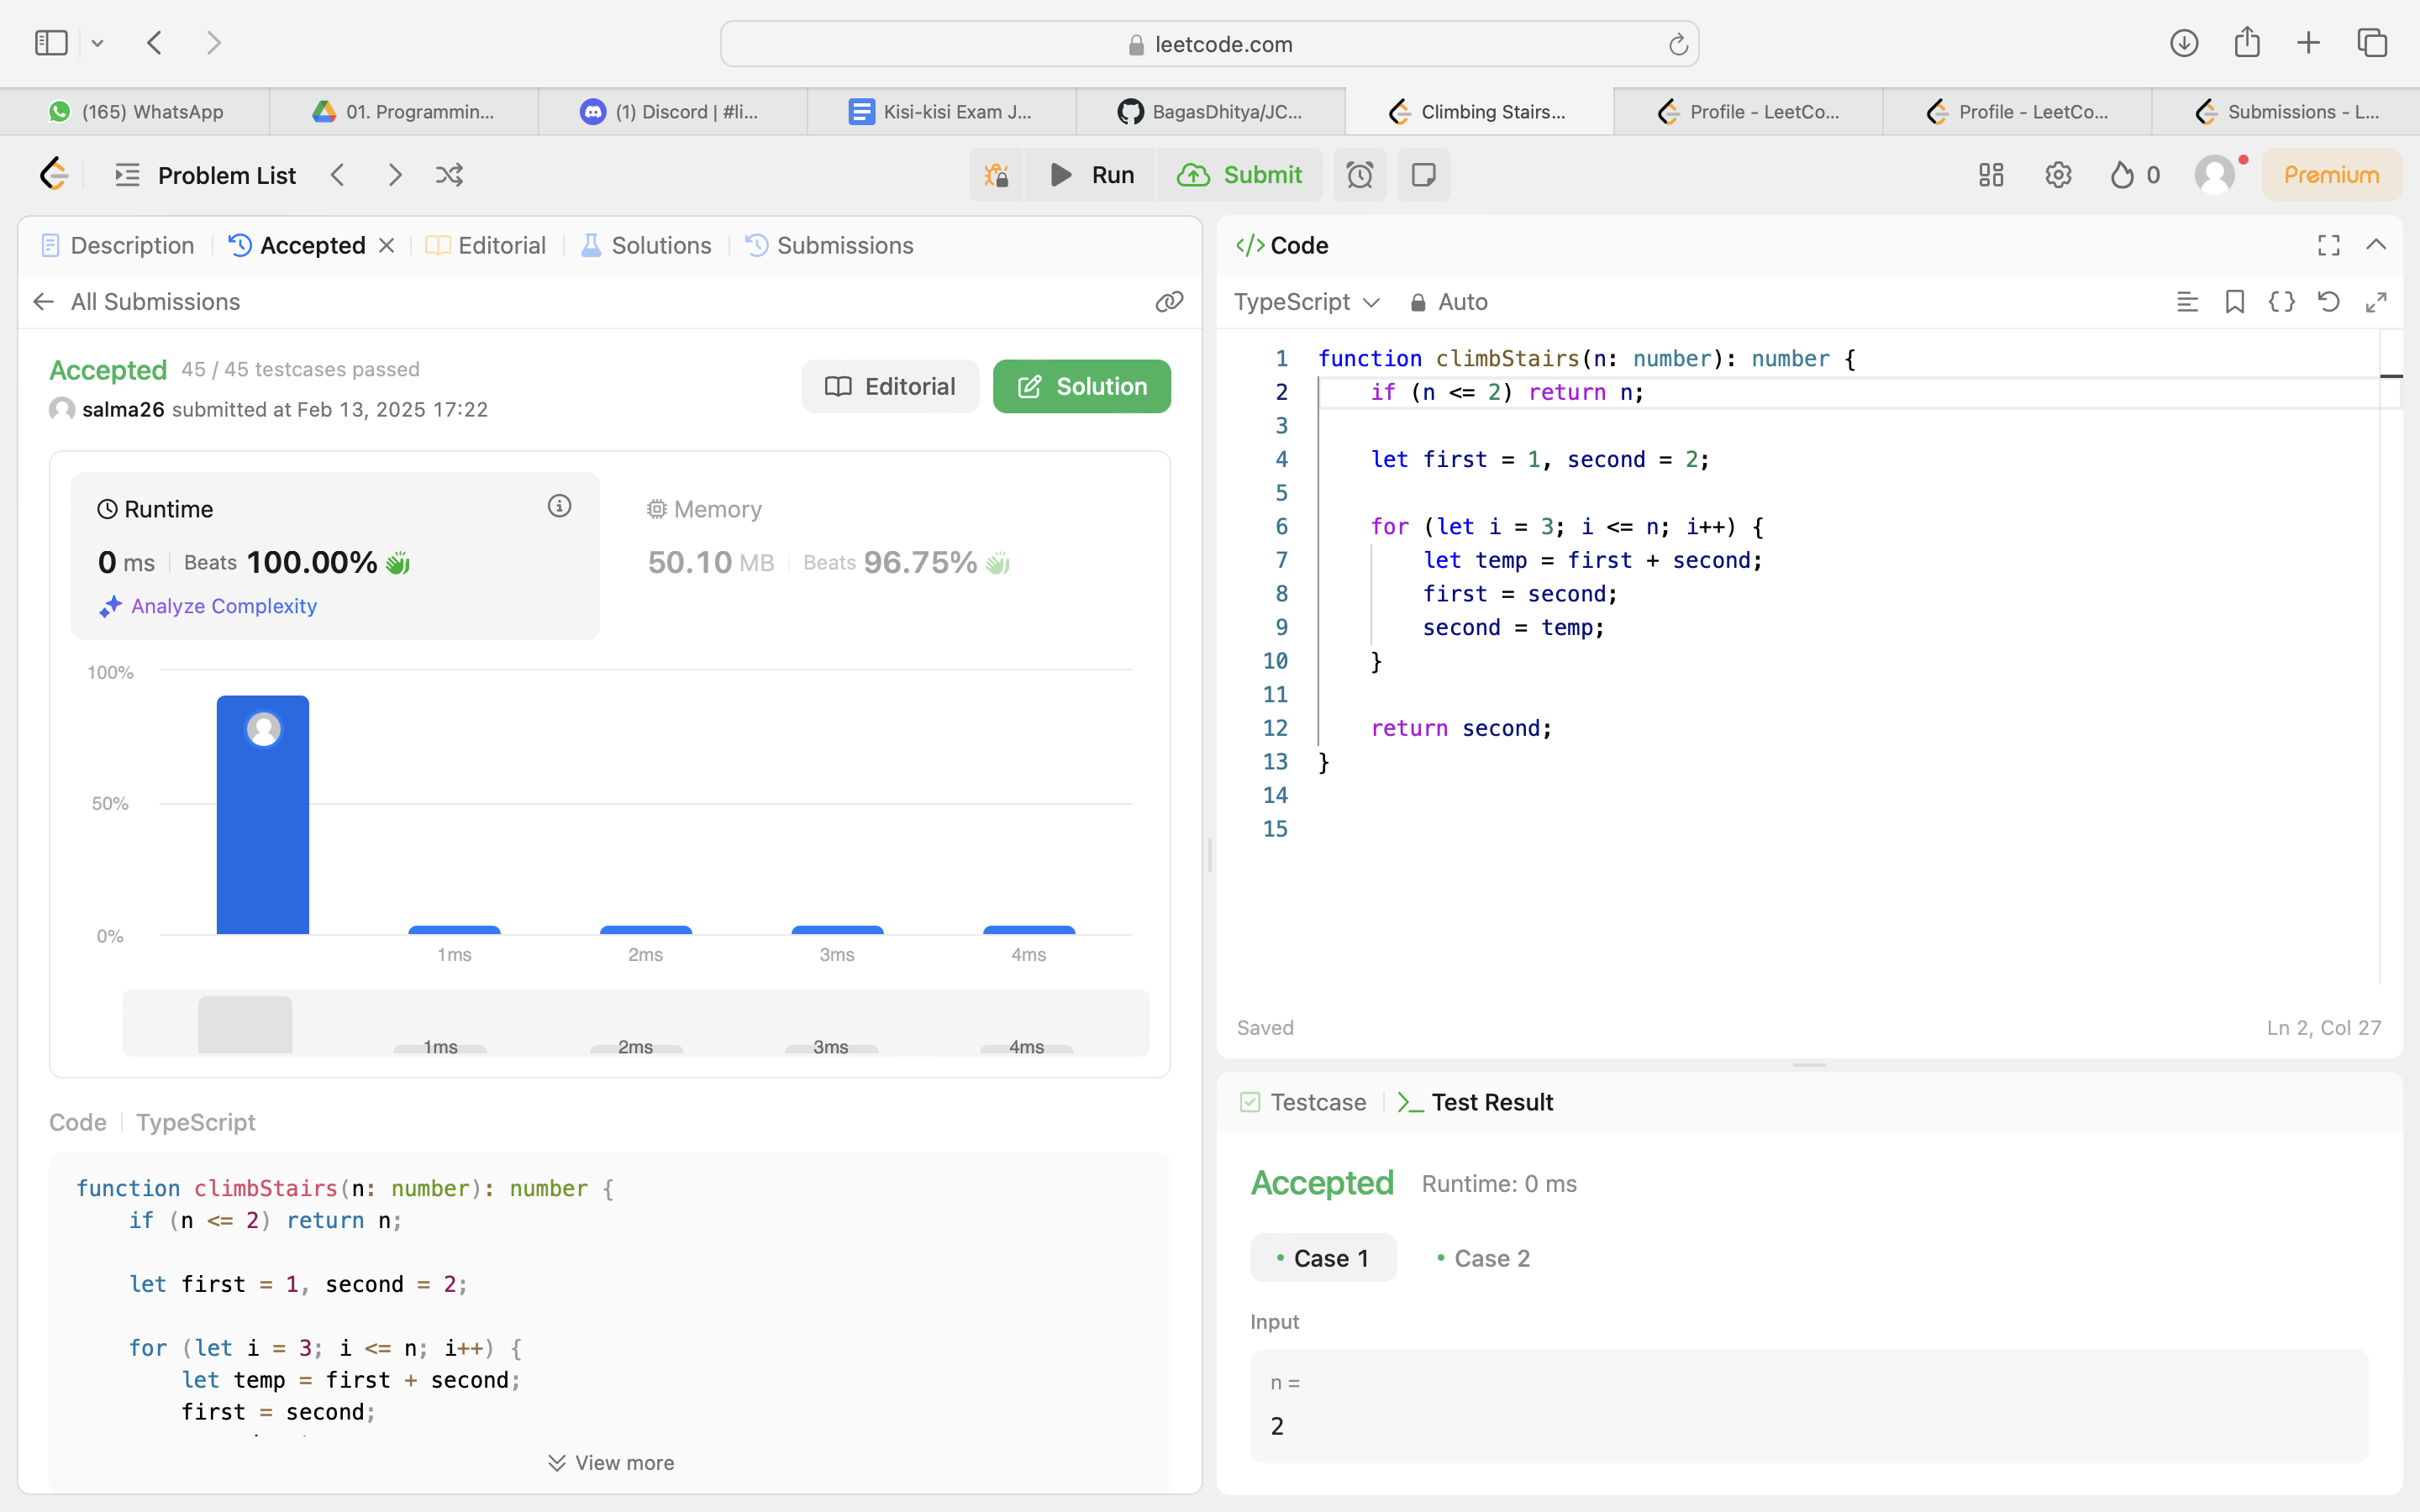 leetcode.com
(165) WhatsApp
01. Programmin...
(1) Discord | #li...
Kisi-kisi Exam J...
BagasDhitya/JC...
Climbing Stairs...
Profile - LeetCo...
Profile - LeetCo...
Submissions - L...
Problem List
Run
Submit
0
Premium
Description
Accepted
Editorial
Solutions
Submissions
All Submissions
Accepted 45 / 45 testcases passed
salma26 submitted at Feb 13, 2025 17:22
Editorial
Solution
Runtime
0 ms Beats 100.00%
Analyze Complexity
Memory
50.10 MB Beats 96.75%
100%
50%
0%
1ms 2ms 3ms 4ms
1ms 2ms 3ms 4ms
Code TypeScript
function climbStairs(n: number): number {
if (n <= 2) return n;
let first = 1, second = 2;
for (let i = 3; i <= n; i++) {
let temp = first + second;
first = second;
View more
</> Code
TypeScript
Auto
1 function climbStairs(n: number): number {
2 if (n <= 2) return n;
3
4 let first = 1, second = 2;
5
6 for (let i = 3; i <= n; i++) {
7 let temp = first + second;
8 first = second;
9 second = temp;
10 }
11
12 return second;
13 }
14
15
Saved
Ln 2, Col 27
Testcase
Test Result
Accepted Runtime: 0 ms
Case 1
Case 2
Input
n =
2